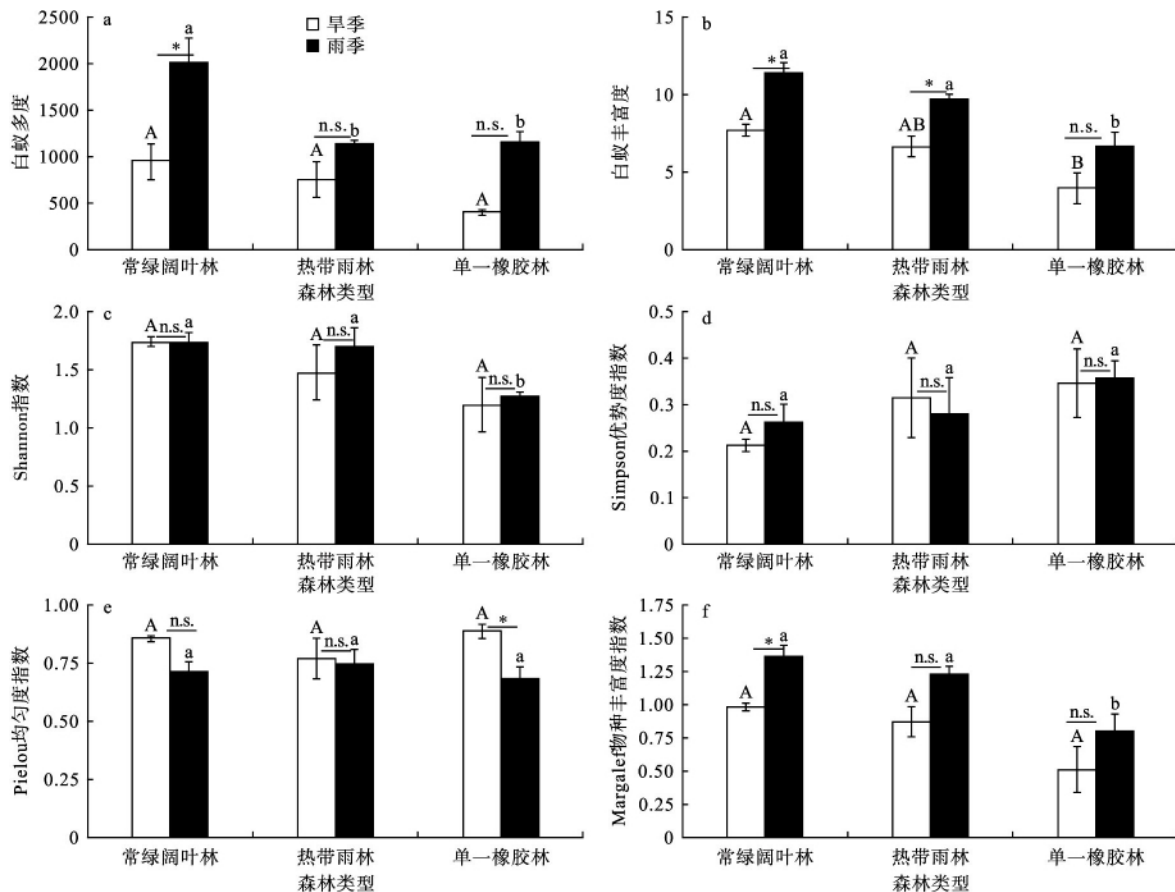 a
旱季
雨季
白蚁多度
2500
2000
1500
1000
500
0
A
*
a
A
n.s.
b
A
n.s.
b
常绿阔叶林
热带雨林
单一橡胶林
森林类型
b
白蚁丰富度
15
10
5
0
A
*
a
AB
*
a
B
n.s.
b
常绿阔叶林
热带雨林
单一橡胶林
森林类型
c
Shannon指数
2.0
1.5
1.0
0.5
0
A
n.s.
a
A
n.s.
a
A
n.s.
b
常绿阔叶林
热带雨林
单一橡胶林
森林类型
d
Simpson优势度指数
0.5
0.4
0.3
0.2
0.1
0
A
n.s.
a
A
n.s.
a
A
n.s.
a
常绿阔叶林
热带雨林
单一橡胶林
森林类型
e
Pielou均匀度指数
1.00
0.75
0.50
0.25
0
A
n.s.
a
A
n.s.
a
A
*
a
常绿阔叶林
热带雨林
单一橡胶林
森林类型
f
Margalef物种丰富度指数
1.75
1.50
1.25
1.00
0.75
0.50
0.25
0
A
*
a
A
n.s.
a
A
n.s.
b
常绿阔叶林
热带雨林
单一橡胶林
森林类型